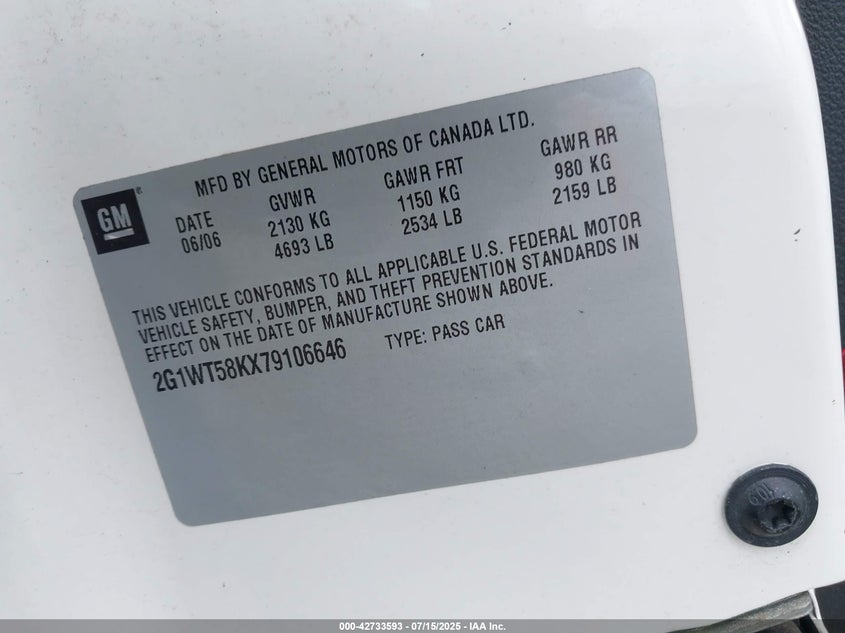 MFD BY GENERAL MOTORS OF CANADA LTD.
GM ®
DATE GVWR GAWR FRT GAWR RR
06/06 2130 KG 1150 KG 980 KG
4693 LB 2534 LB 2159 LB
THIS VEHICLE CONFORMS TO ALL APPLICABLE U.S. FEDERAL MOTOR
VEHICLE SAFETY, BUMPER, AND THEFT PREVENTION STANDARDS IN
EFFECT ON THE DATE OF MANUFACTURE SHOWN ABOVE.
2G1WT58KX79106646 TYPE: PASS CAR
000-42733593 - 07/15/2025 - IAA Inc.